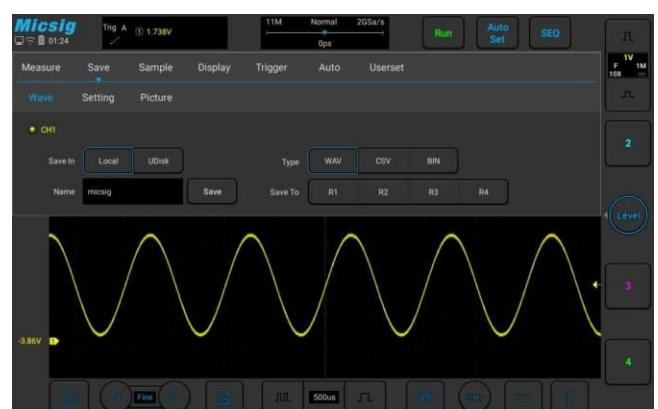 Micsig Trig A ① 1.738V 11M Normal 2GSa/s Run Auto Set SEQ
01:24 0ps
Measure Save Sample Display Trigger Auto Userset
1V
F 1M
10X
Wave Setting Picture
CH1
2
Save In Local UDisk Type WAV CSV BIN
Name micsig Save Save To R1 R2 R3 R4
Level
3
-3.86V 1
4
Fine 500us